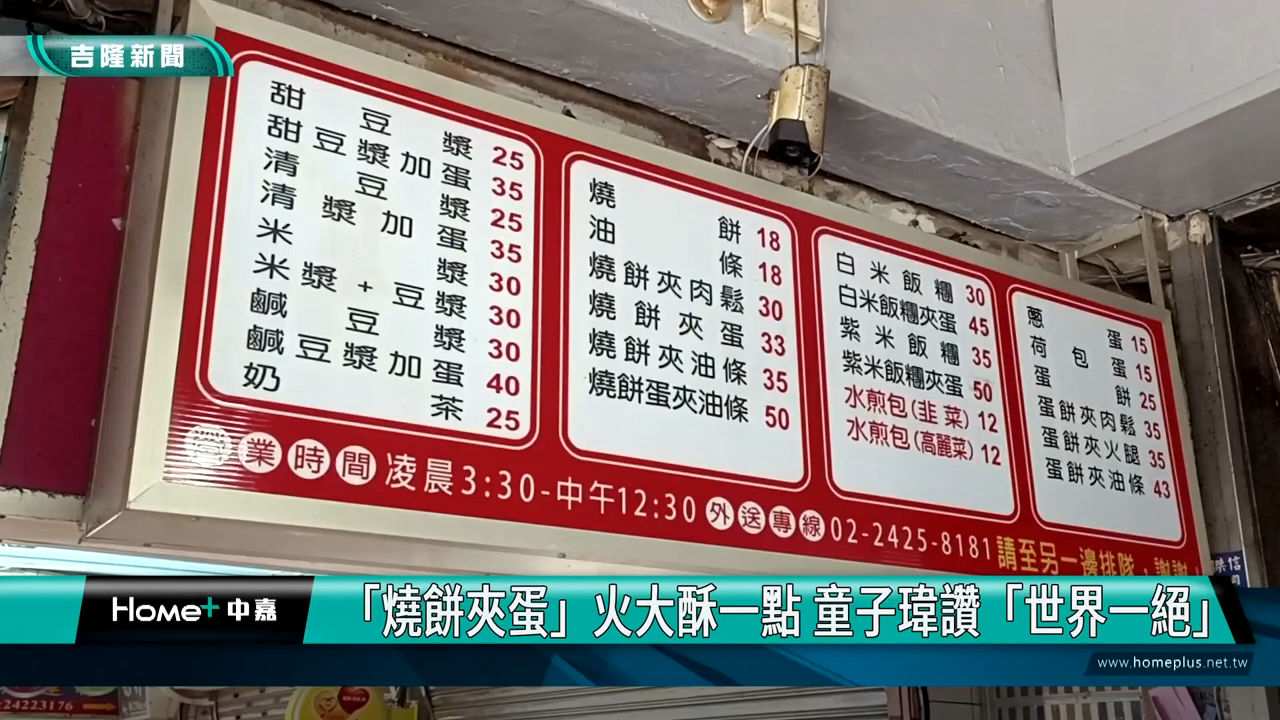 吉隆新聞
甜豆漿 25
甜豆漿加蛋 35
清豆漿 25
清漿加蛋 35
米漿 30
米漿+豆漿 30
鹹豆漿 30
鹹豆漿加蛋 40
奶茶 25
燒餅 18
油條 18
燒餅夾肉鬆 30
燒餅夾蛋 33
燒餅夾油條 35
燒餅蛋夾油條 50
白米飯糰 30
白米飯糰夾蛋 45
紫米飯糰 35
紫米飯糰夾蛋 50
水煎包(韭菜) 12
水煎包(高麗菜) 12
蔥蛋 15
荷包蛋 15
蛋餅 25
蛋餅夾肉鬆 35
蛋餅夾火腿 35
蛋餅夾油條 43
營業時間 凌晨3:30-中午12:30 外送專線 02-2425-8181 請至另一邊排隊,謝謝!
Home+中嘉
「燒餅夾蛋」火大酥一點 童子瑋讚「世界一絕」
www.homeplus.net.tw
24223176